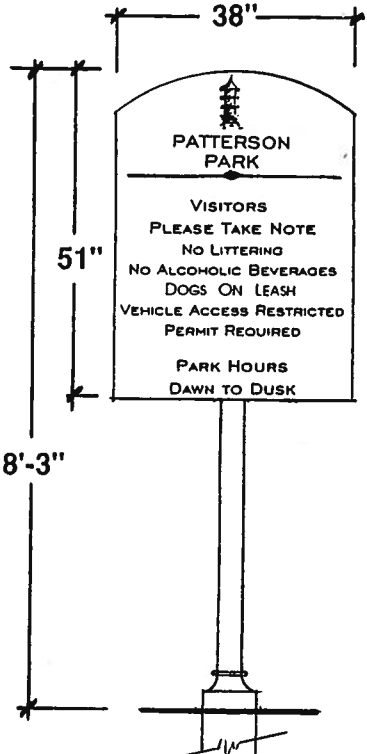 38"
PATTERSON
PARK
VISITORS
PLEASE TAKE NOTE
NO LITTERING
51"
NO ALCOHOLIC BEVERAGES
DOGS ON LEASH
VEHICLE ACCESS RESTRICTED
PERMIT REQUIRED
PARK HOURS
DAWN TO DUSK
8'-3"